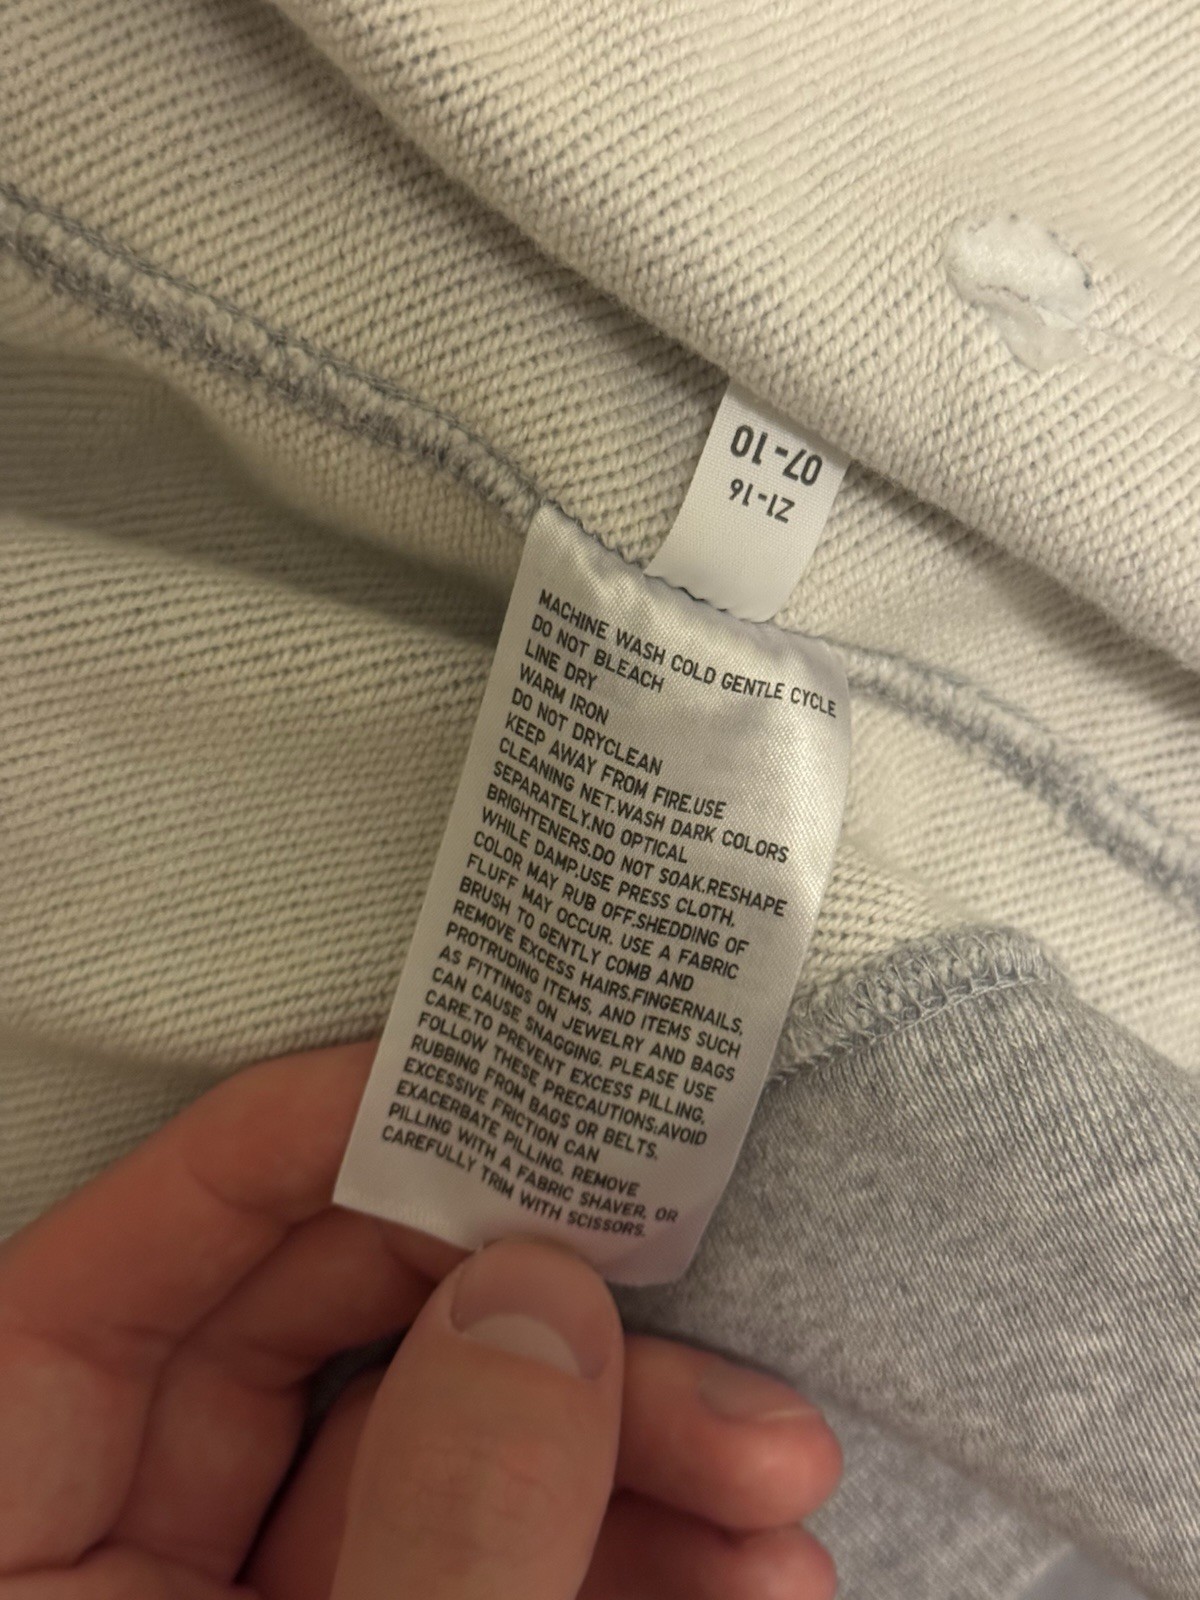 07-10
Z1-16
MACHINE WASH COLD GENTLE CYCLE
DO NOT BLEACH
LINE DRY
WARM IRON
DO NOT DRYCLEAN
KEEP AWAY FROM FIRE.USE
CLEANING NET.WASH DARK COLORS
SEPARATELY.NO OPTICAL
BRIGHTENERS.DO NOT SOAK.RESHAPE
WHILE DAMP.USE PRESS CLOTH.
COLOR MAY RUB OFF.SHEDDING OF
FLUFF MAY OCCUR. USE A FABRIC
BRUSH TO GENTLY COMB AND
REMOVE EXCESS HAIRS.FINGERNAILS,
PROTRUDING ITEMS, AND ITEMS SUCH
AS FITTINGS ON JEWELRY AND BAGS
CAN CAUSE SNAGGING. PLEASE USE
CARE.TO PREVENT EXCESS PILLING,
FOLLOW THESE PRECAUTIONS:AVOID
RUBBING FROM BAGS OR BELTS.
EXCESSIVE FRICTION CAN
EXACERBATE PILLING. REMOVE
PILLING WITH A FABRIC SHAVER, OR
CAREFULLY TRIM WITH SCISSORS.